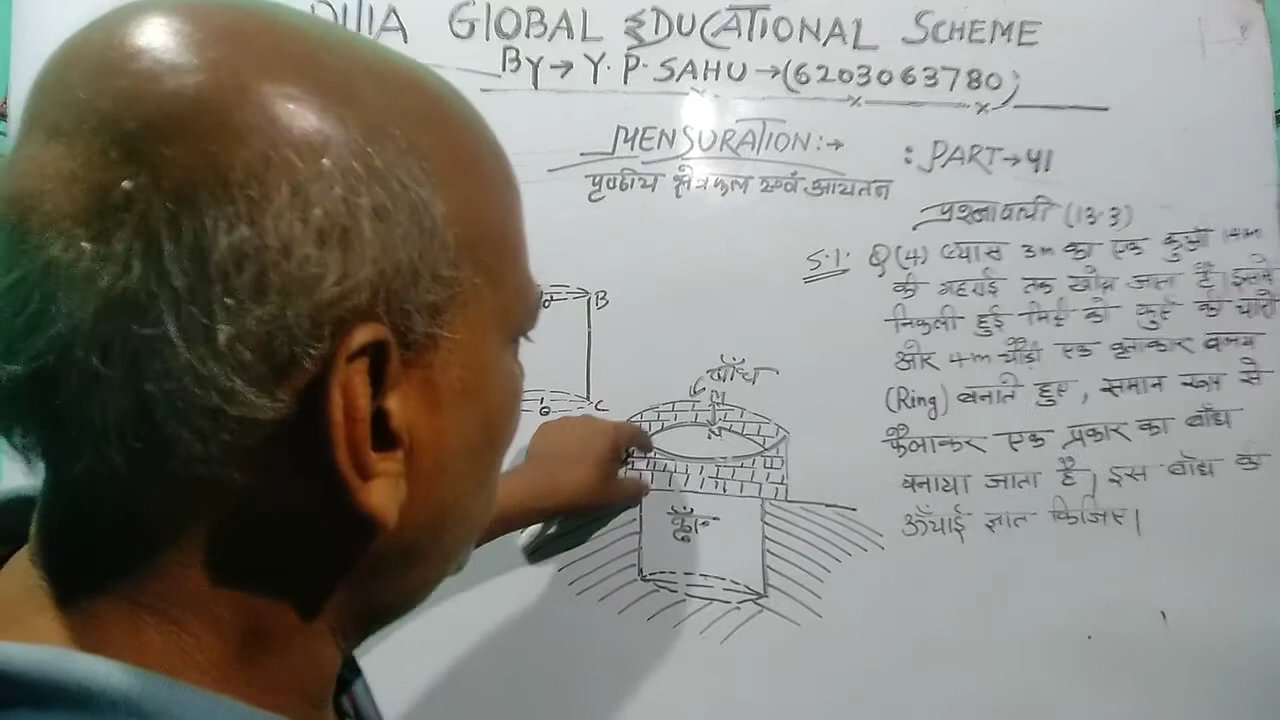 GLOBAL EDUCATIONAL SCHEME
BY → Y. P. SAHU → (6203063780)
MENSURATION :→
: PART → 41
पृष्ठीय क्षेत्रफल एवं आयतन
प्रश्नावली (13.3)
S.1. Q(4) व्यास 3m का एक कुआँ 14m
की गहराई तक खोदा जाता है। इससे
निकली हुई मिट्टी को कुएँ के चारों
ओर 4m चौड़ी एक वृताकार वलय
(Ring) बनाते हुए, समान रूप से
फैलाकर एक प्रकार का बाँध
बनाया जाता है। इस बाँध की
ऊँचाई ज्ञात किजिए।
B
C
बाँध
M
N
कुँआ